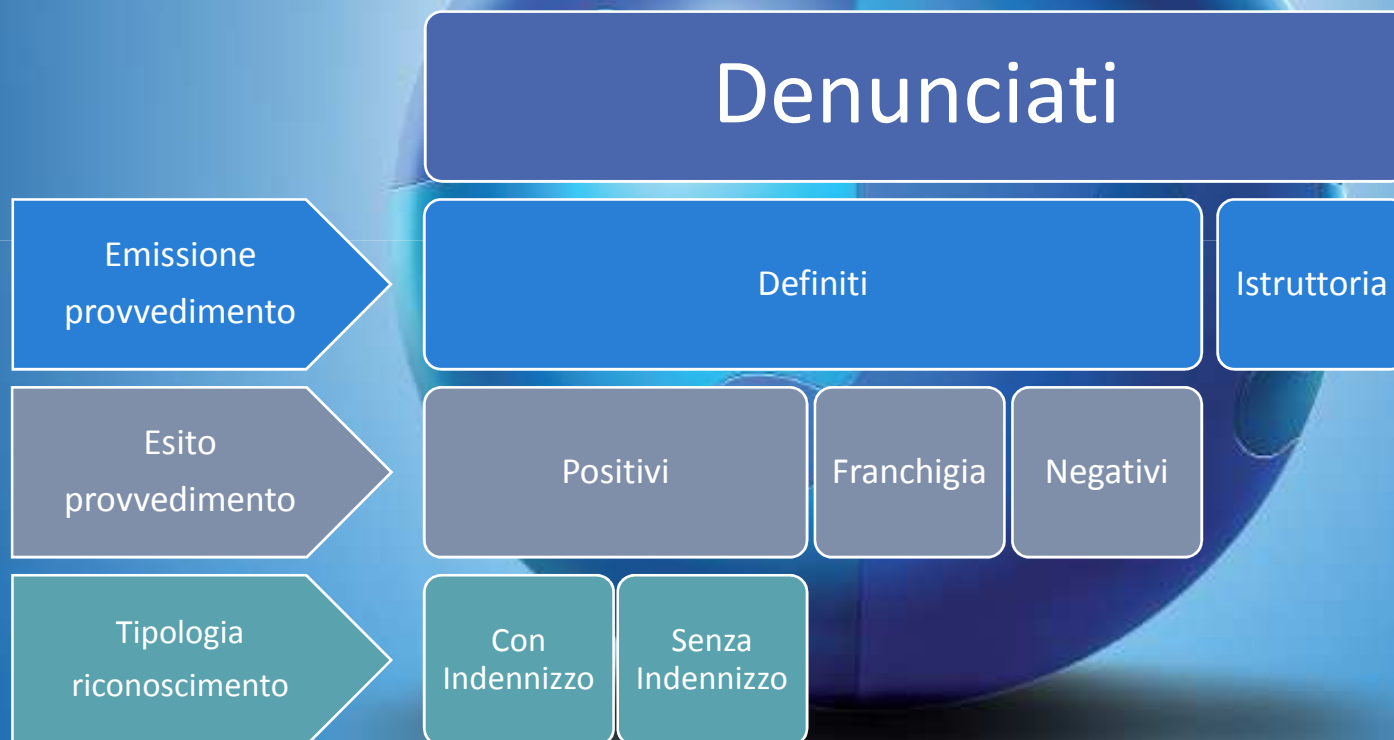 Denunciati
Emissione
provvedimento
Definiti
Istruttoria
Esito
provvedimento
Positivi
Franchigia
Negativi
Tipologia
riconoscimento
Con
Indennizzo
Senza
Indennizzo